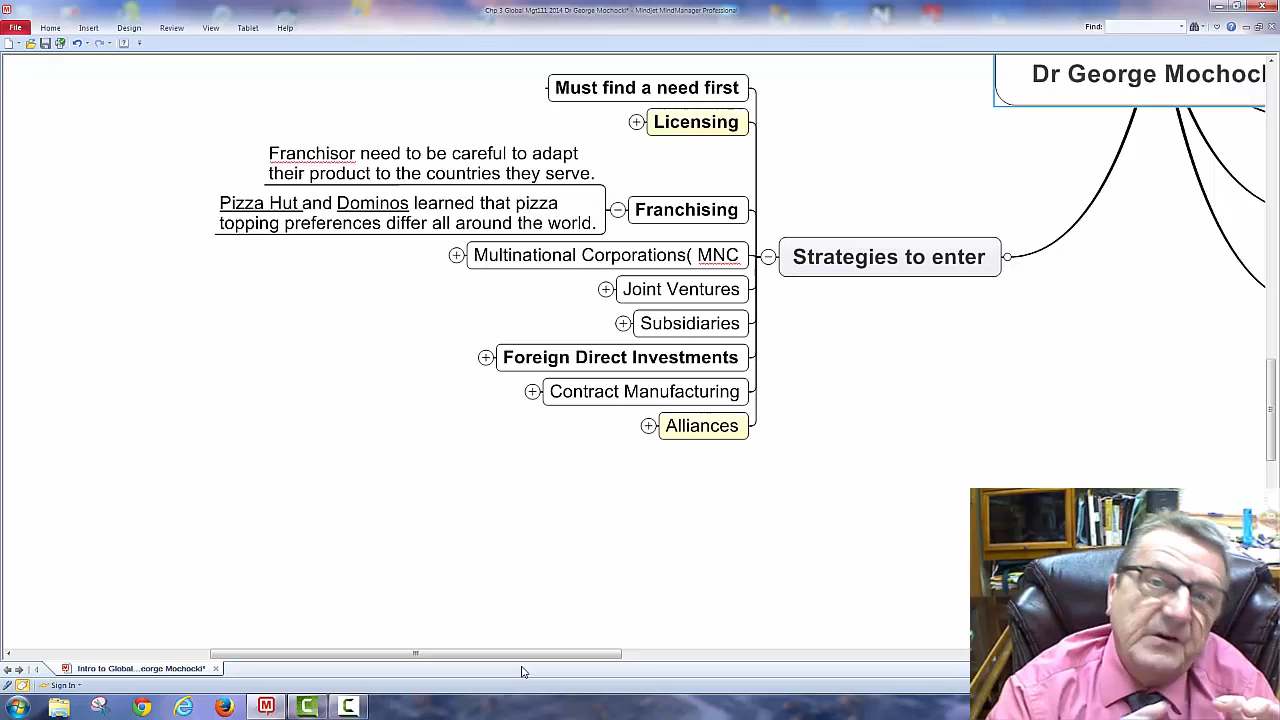 Chp 3 Global Mgt111 2014 Dr George Mochocki* - Mindjet MindManager Professional
File Home Insert Design Review View Tablet Help
Find:
Must find a need first
Dr George Mochocl
Licensing
Franchisor need to be careful to adapt
their product to the countries they serve.
Pizza Hut and Dominos learned that pizza
topping preferences differ all around the world.
Franchising
Multinational Corporations( MNC
Strategies to enter
Joint Ventures
Subsidiaries
Foreign Direct Investments
Contract Manufacturing
Alliances
Intro to Global...eorge Mochocki*
Sign In